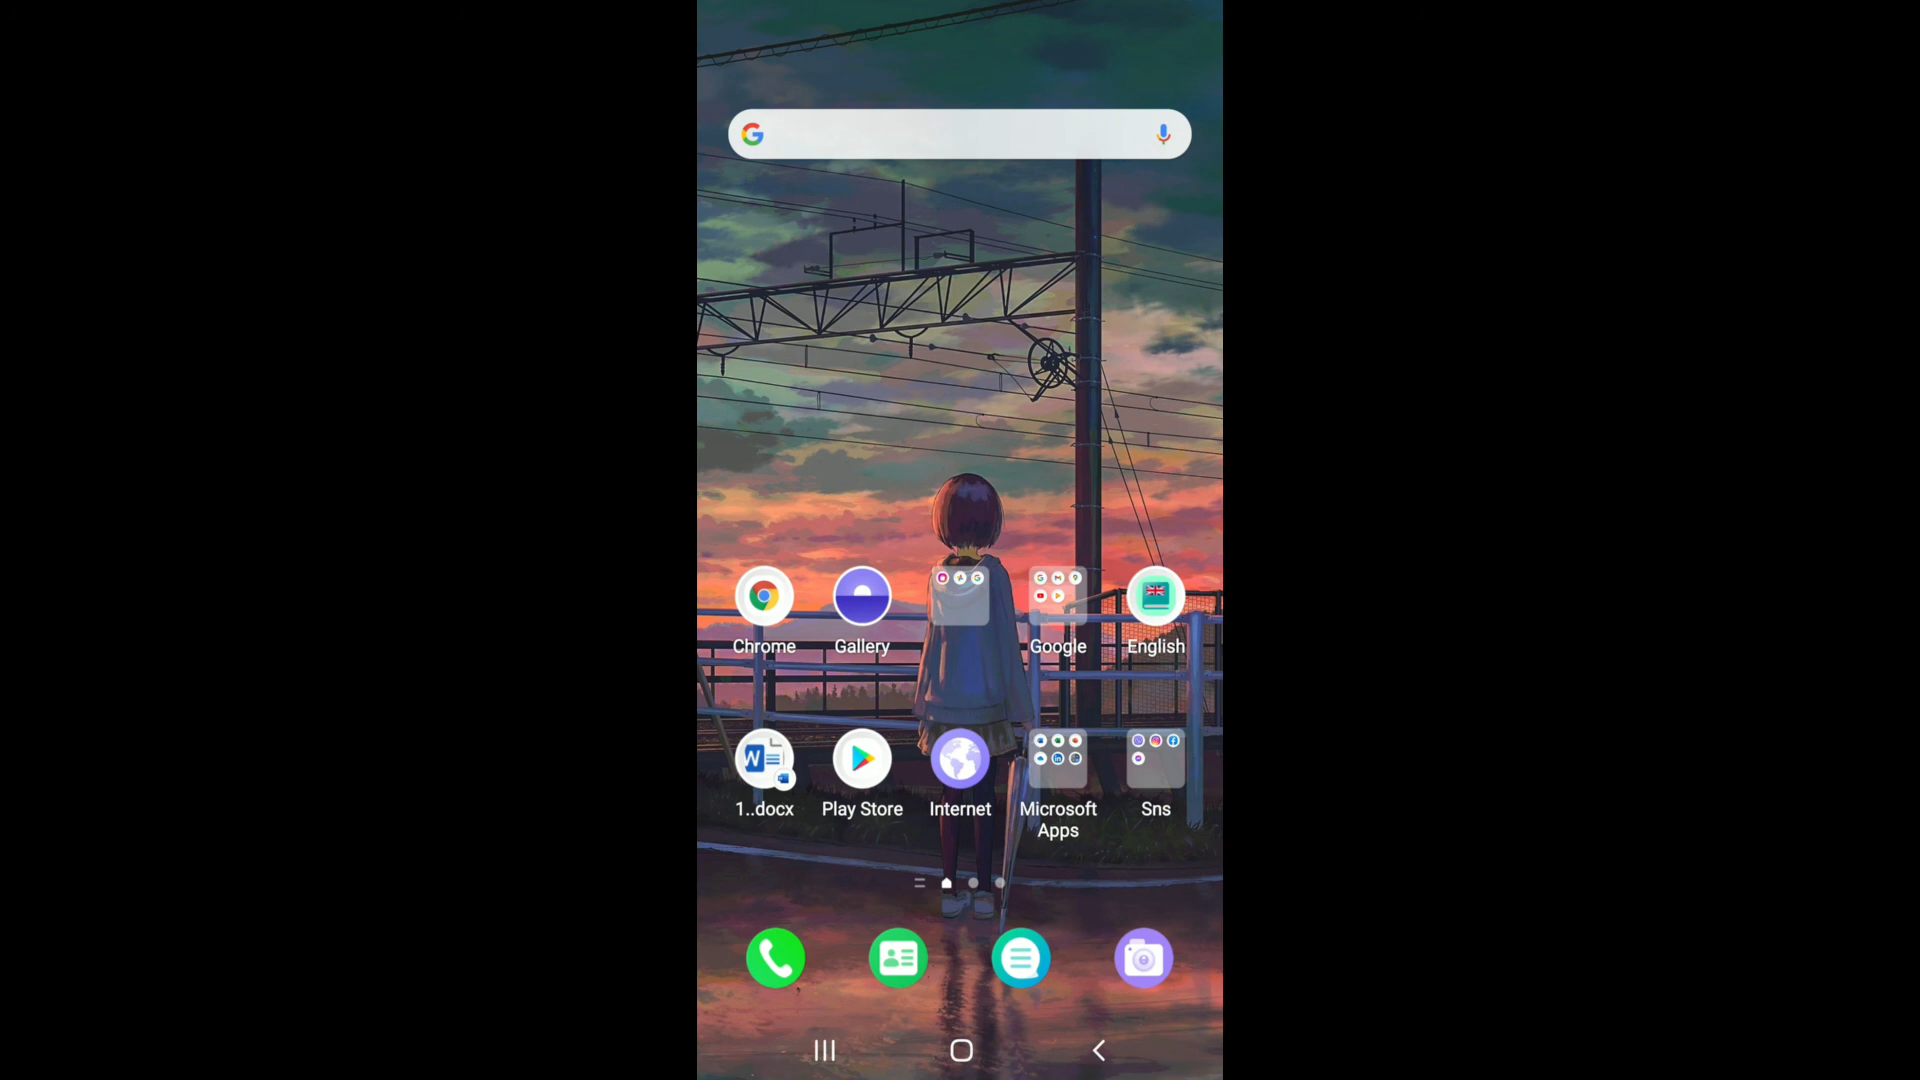 Chrome
Gallery
Google
English
1..docx
Play Store
Internet
Microsoft
Apps
Sns